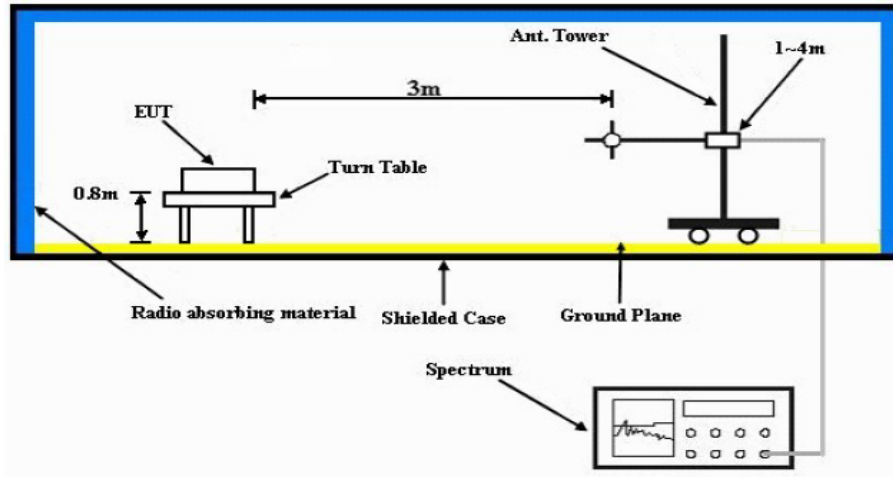 Ant. Tower
1~4m
3m
EUT
Turn Table
0.8m
Radio absorbing material
Shielded Case
Ground Plane
Spectrum